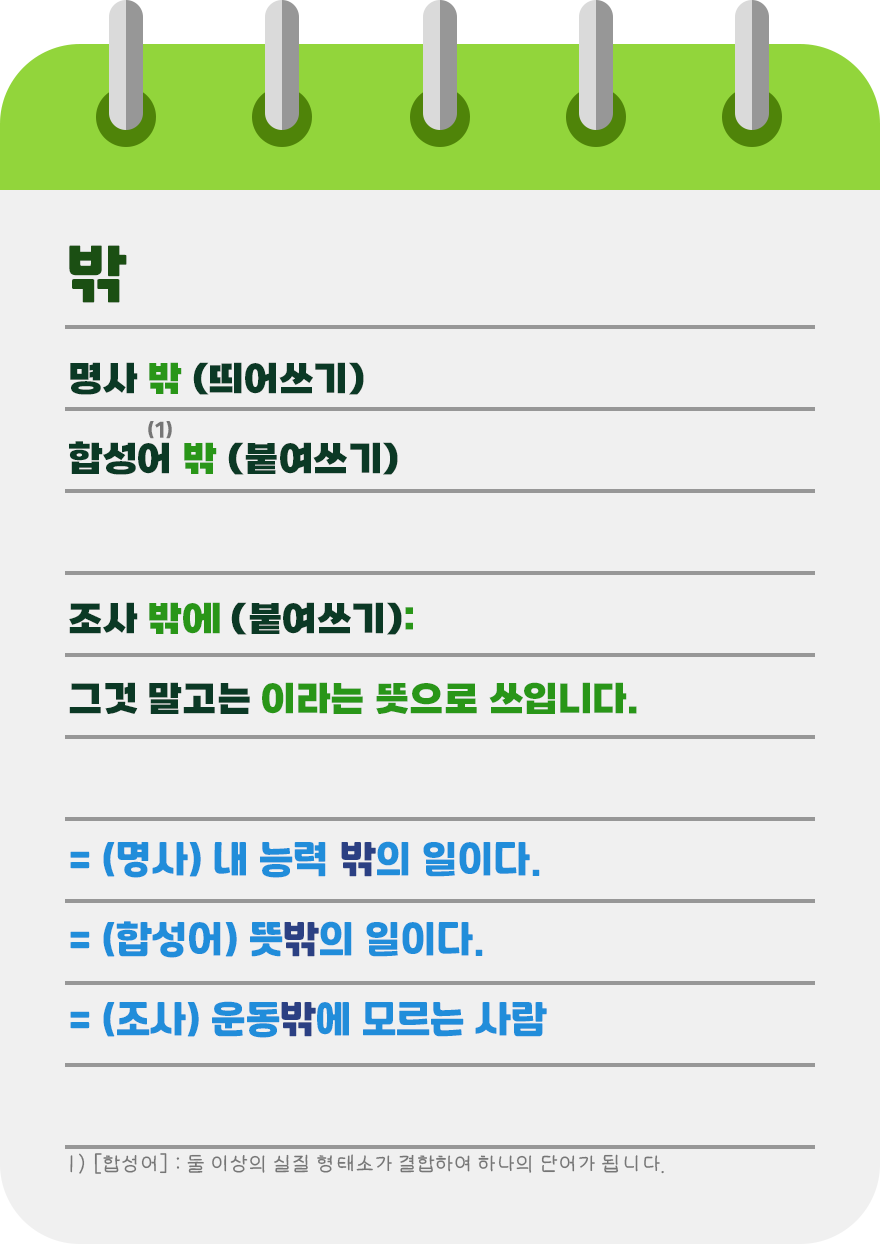 밖
명사 밖 (띄어쓰기)
(1)
합성어 밖 (붙여쓰기)
조사 밖에 (붙여쓰기):
그것 말고는 이라는 뜻으로 쓰입니다.
= (명사) 내 능력 밖의 일이다.
= (합성어) 뜻밖의 일이다.
= (조사) 운동밖에 모르는 사람
1) [합성어] : 둘 이상의 실질 형태소가 결합하여 하나의 단어가 됩니다.